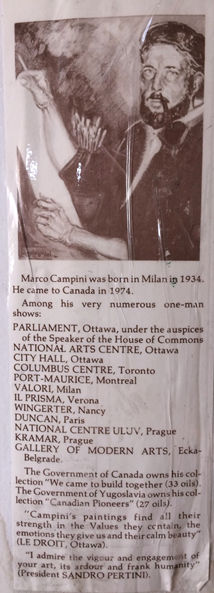 Marco Campini was born in Milan in 1934.
He came to Canada in 1974.
Among his very numerous one-man
shows:
PARLIAMENT, Ottawa, under the auspices
of the Speaker of the House of Commons
NATIONAL ARTS CENTRE, Ottawa
CITY HALL, Ottawa
COLUMBUS CENTRE, Toronto
PORT-MAURICE, Montreal
VALORI, Milan
IL PRISMA, Verona
WINGERTER, Nancy
DUNCAN, Paris
NATIONAL CENTRE ULUV, Prague
KRAMAR, Prague
GALLERY OF MODERN ARTS, Ecka-
Belgrade.
The Government of Canada owns his col-
lection "We came to build together (33 oils).
The Government of Yugoslavia owns his col-
lection "Canadian Pioneers" (27 oils).
"Campini's paintings find all their
strength in the Values they contain, the
emotions they give us and their calm beauty"
(LE DROIT, Ottawa).
"I admire the vigour and engagement of
your art, its ardour and frank humanity"
(President SANDRO PERTINI).